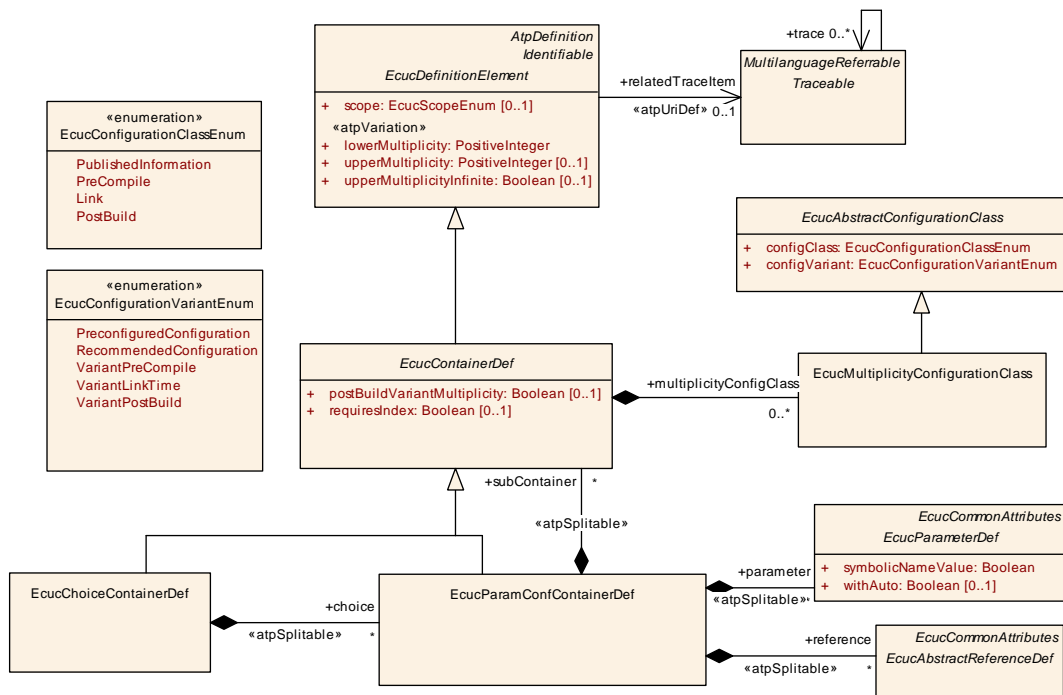 AtpDefinition
Identifiable
EcucDefinitionElement
+ scope: EcucScopeEnum [0..1]
«atpVariation»
+ lowerMultiplicity: PositiveInteger
+ upperMultiplicity: PositiveInteger [0..1]
+ upperMultiplicityInfinite: Boolean [0..1]
+relatedTraceItem
«atpUriDef» 0..1
+trace 0..*
MultilanguageReferrable
Traceable
«enumeration»
EcucConfigurationClassEnum
PublishedInformation
PreCompile
Link
PostBuild
EcucAbstractConfigurationClass
+ configClass: EcucConfigurationClassEnum
+ configVariant: EcucConfigurationVariantEnum
«enumeration»
EcucConfigurationVariantEnum
PreconfiguredConfiguration
RecommendedConfiguration
VariantPreCompile
VariantLinkTime
VariantPostBuild
EcucContainerDef
+ postBuildVariantMultiplicity: Boolean [0..1]
+ requiresIndex: Boolean [0..1]
+multiplicityConfigClass
0..*
EcucMultiplicityConfigurationClass
+subContainer *
«atpSplitable»
EcucCommonAttributes
EcucParameterDef
+ symbolicNameValue: Boolean
+ withAuto: Boolean [0..1]
EcucChoiceContainerDef
+choice
«atpSplitable» *
EcucParamConfContainerDef
+parameter
«atpSplitable» *
+reference
«atpSplitable» *
EcucCommonAttributes
EcucAbstractReferenceDef